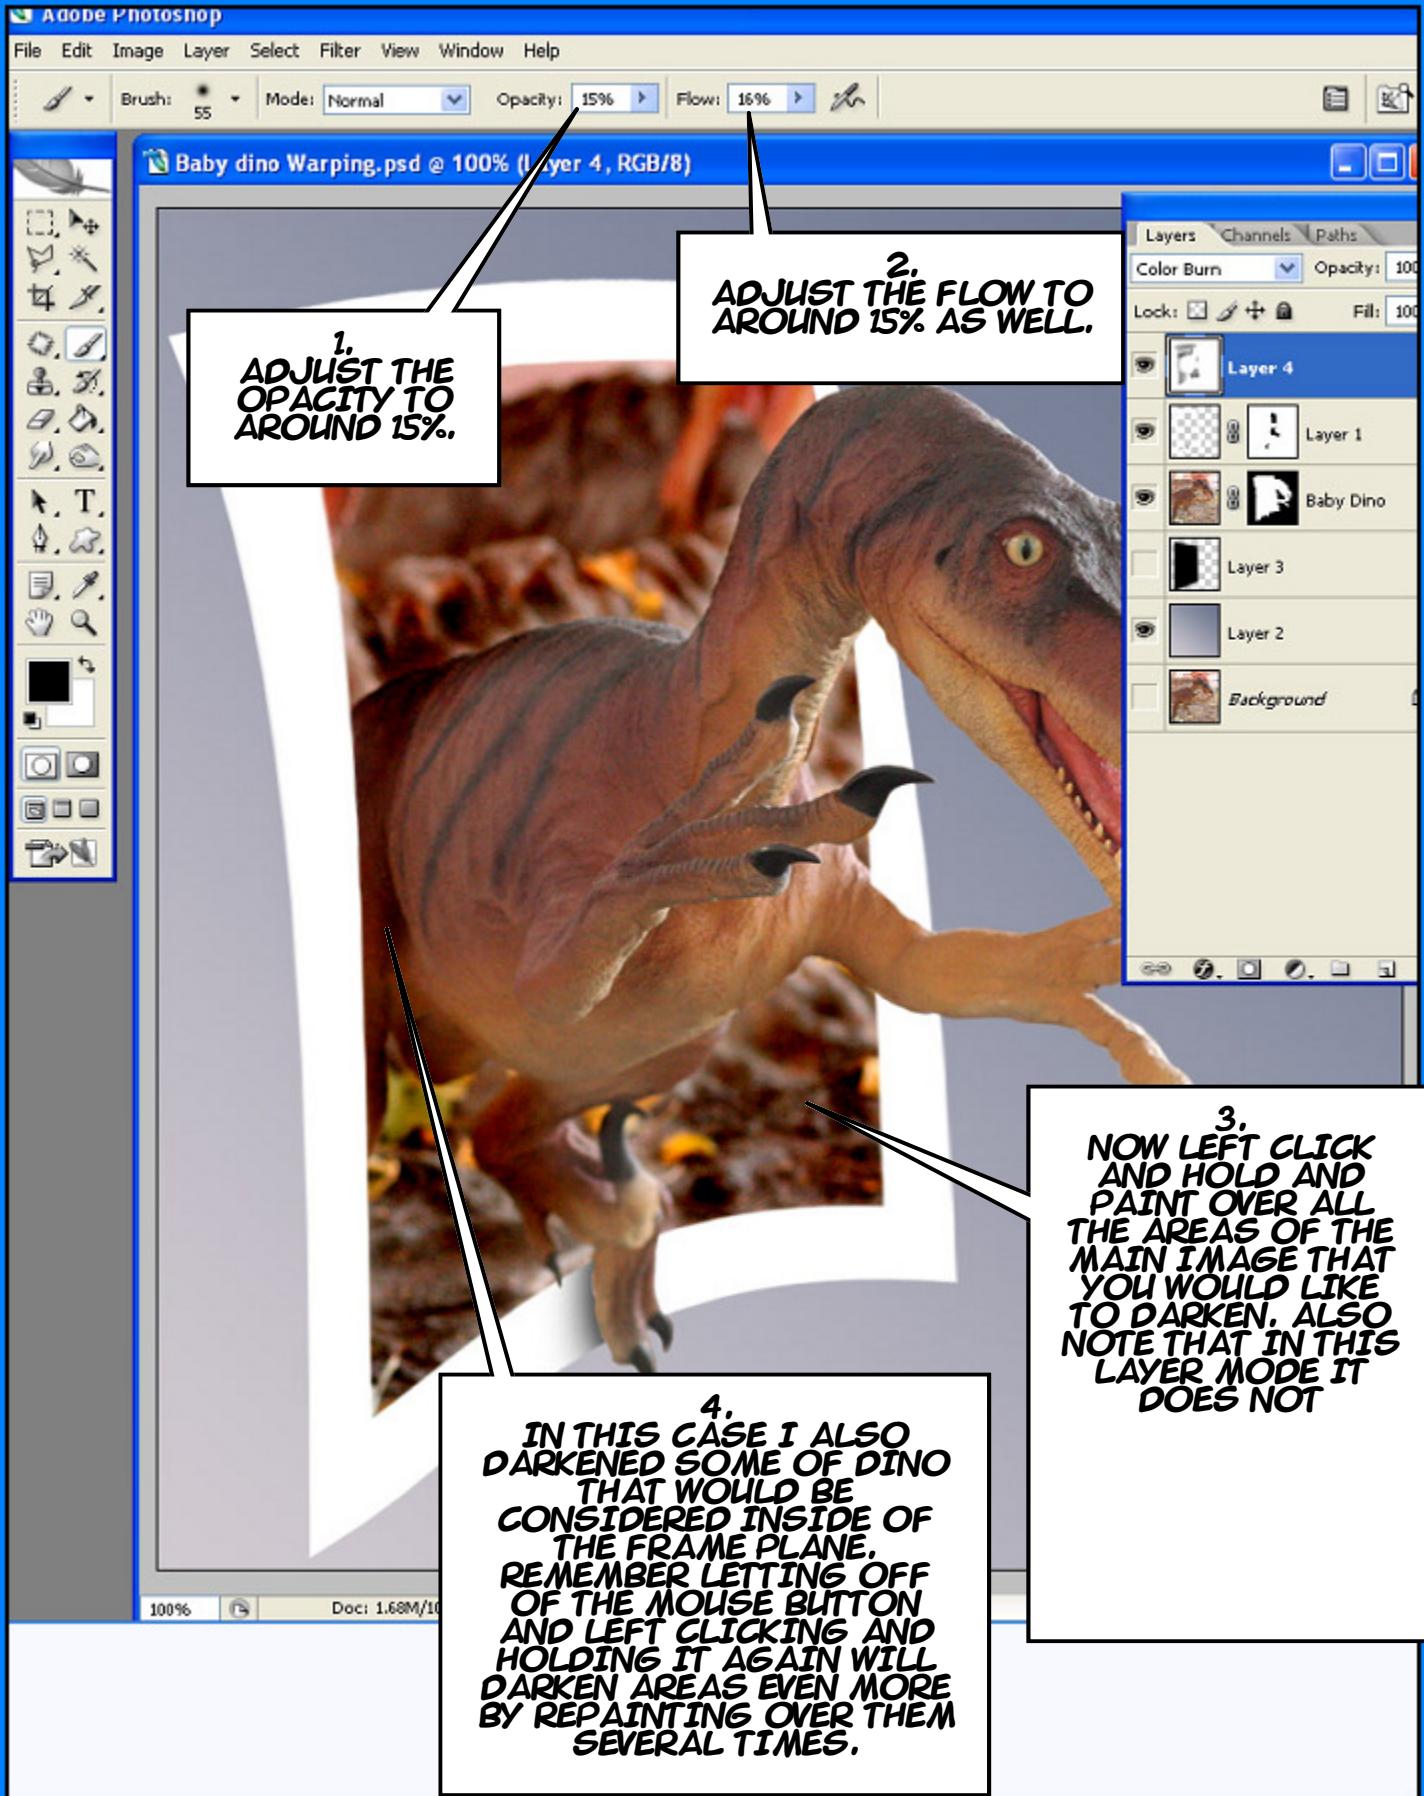 Adobe Photoshop
File Edit Image Layer Select Filter View Window Help
Brush: 55 Mode: Normal Opacity: 15% Flow: 16%
Baby dino Warping.psd @ 100% (Layer 4, RGB/8)
1.
ADJUST THE
OPACITY TO
AROUND 15%.
2.
ADJUST THE FLOW TO
AROUND 15% AS WELL.
Layers Channels Paths
Color Burn Opacity: 100
Lock: Fill: 100
Layer 4
Layer 1
Baby Dino
Layer 3
Layer 2
Background
3.
NOW LEFT CLICK
AND HOLD AND
PAINT OVER ALL
THE AREAS OF THE
MAIN IMAGE THAT
YOU WOULD LIKE
TO DARKEN. ALSO
NOTE THAT IN THIS
LAYER MODE IT
DOES NOT
4.
IN THIS CASE I ALSO
DARKENED SOME OF DINO
THAT WOULD BE
CONSIDERED INSIDE OF
THE FRAME PLANE.
REMEMBER LETTING OFF
OF THE MOUSE BUTTON
AND LEFT CLICKING AND
HOLDING IT AGAIN WILL
DARKEN AREAS EVEN MORE
BY REPAINTING OVER THEM
SEVERAL TIMES.
100% Doc: 1.68M/10